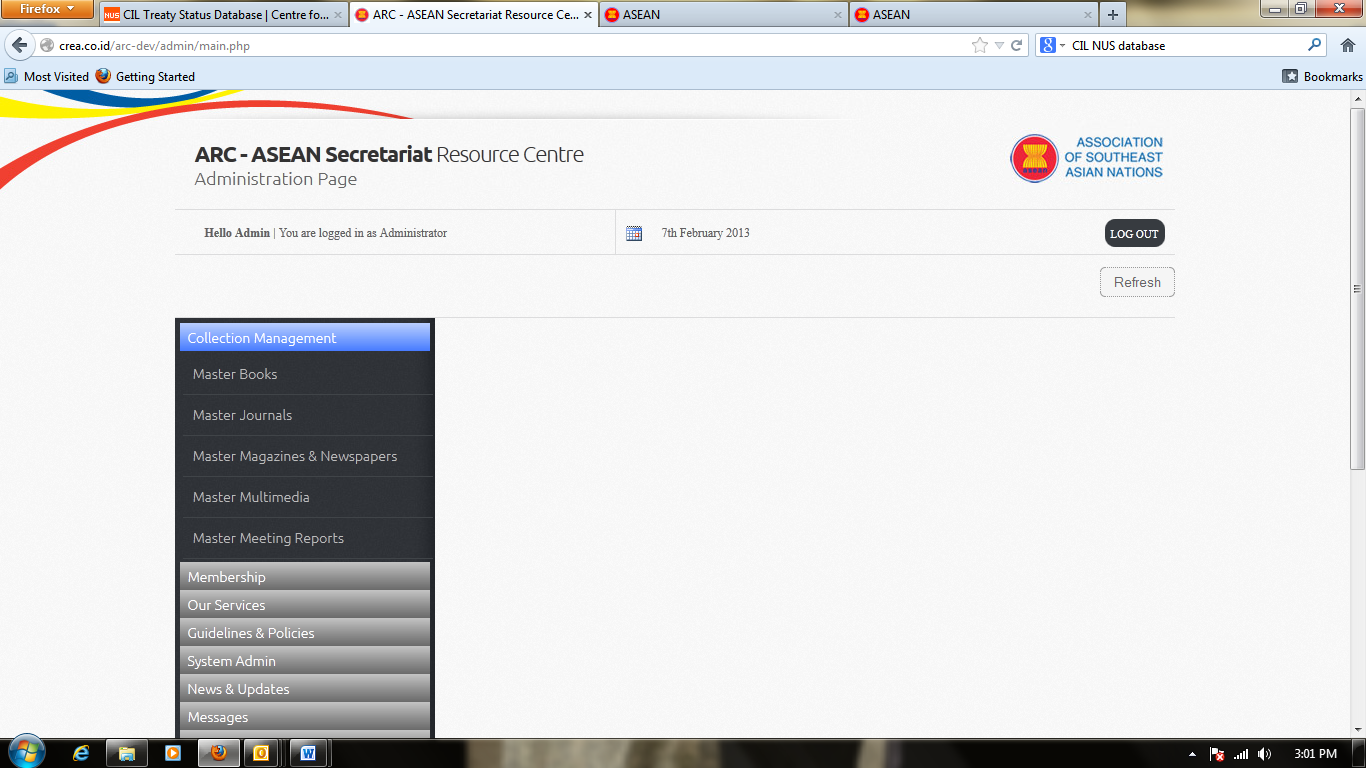 Firefox
CIL Treaty Status Database | Centre fo...
ARC - ASEAN Secretariat Resource Ce...
ASEAN
ASEAN
crea.co.id/arc-dev/admin/main.php
CIL NUS database
Most Visited
Getting Started
Bookmarks
ARC - ASEAN Secretariat Resource Centre
Administration Page
ASSOCIATION
OF SOUTHEAST
ASIAN NATIONS
Hello Admin | You are logged in as Administrator
7th February 2013
LOG OUT
Refresh
Collection Management
Master Books
Master Journals
Master Magazines & Newspapers
Master Multimedia
Master Meeting Reports
Membership
Our Services
Guidelines & Policies
System Admin
News & Updates
Messages
3:01 PM